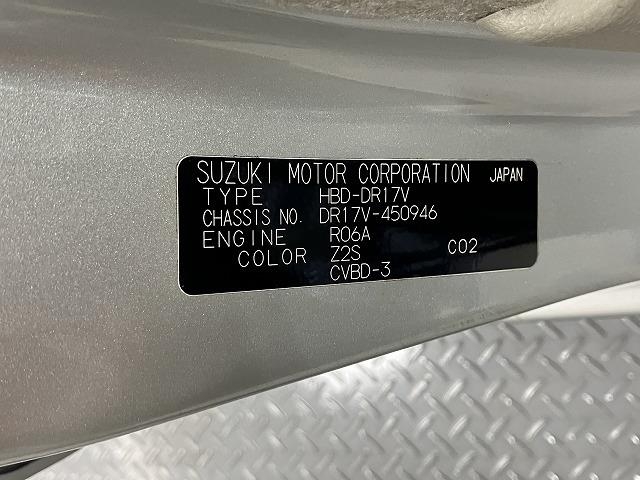 SUZUKI MOTOR CORPORATION JAPAN
TYPE HBD-DR17V
CHASSIS NO. DR17V-450946
ENGINE R06A
COLOR Z2S C02
CVBD-3